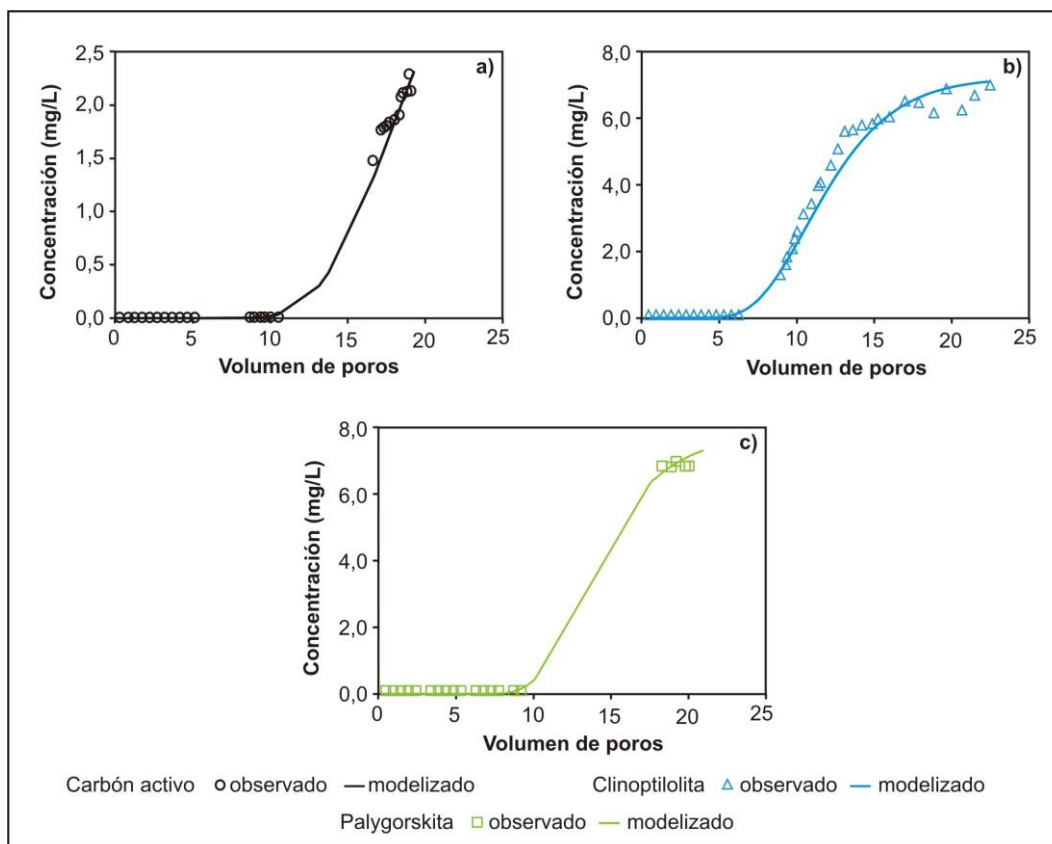 a)
Concentración (mg/L)
2,5
2,0
1,5
1,0
0,5
0,0
0 5 10 15 20 25
Volumen de poros
b)
Concentración (mg/L)
8,0
6,0
4,0
2,0
0,0
0 5 10 15 20 25
Volumen de poros
c)
Concentración (mg/L)
8,0
6,0
4,0
2,0
0,0
0 5 10 15 20 25
Volumen de poros
Carbón activo observado modelizado Clinoptilolita observado modelizado
Palygorskita observado modelizado